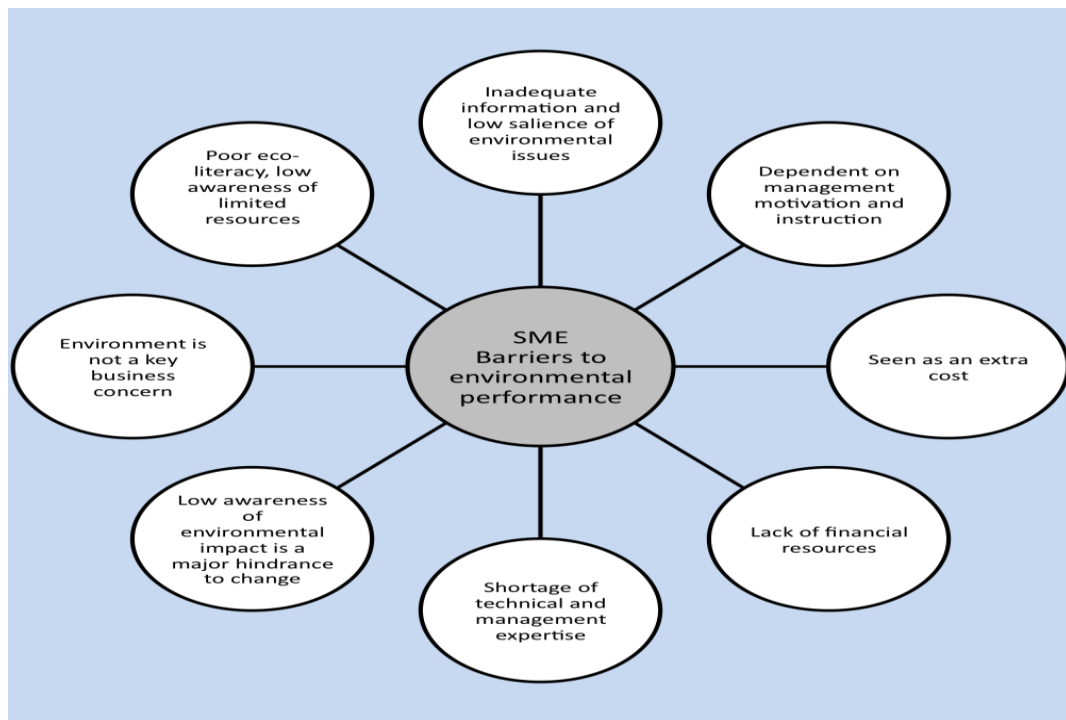 Inadequate
information and
low salience of
environmental
issues
Dependent on
management
motivation and
instruction
Seen as an extra
cost
Lack of financial
resources
Shortage of
technical and
management
expertise
Low awareness
of
environmental
impact is a
major hindrance
to change
Environment is
not a key
business
concern
Poor eco-
literacy, low
awareness of
limited
resources
SME
Barriers to
environmental
performance